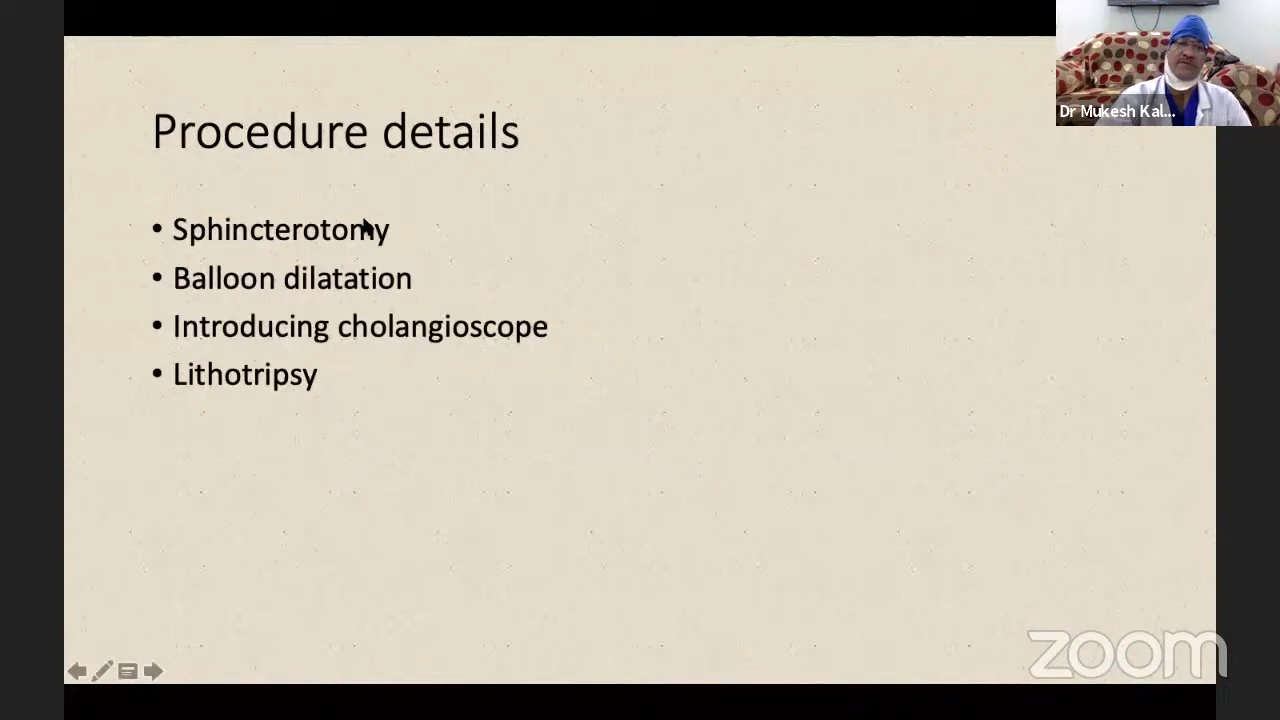 Dr Mukesh Kal...
Procedure details
• Sphincterotomy
• Balloon dilatation
• Introducing cholangioscope
• Lithotripsy
zoom